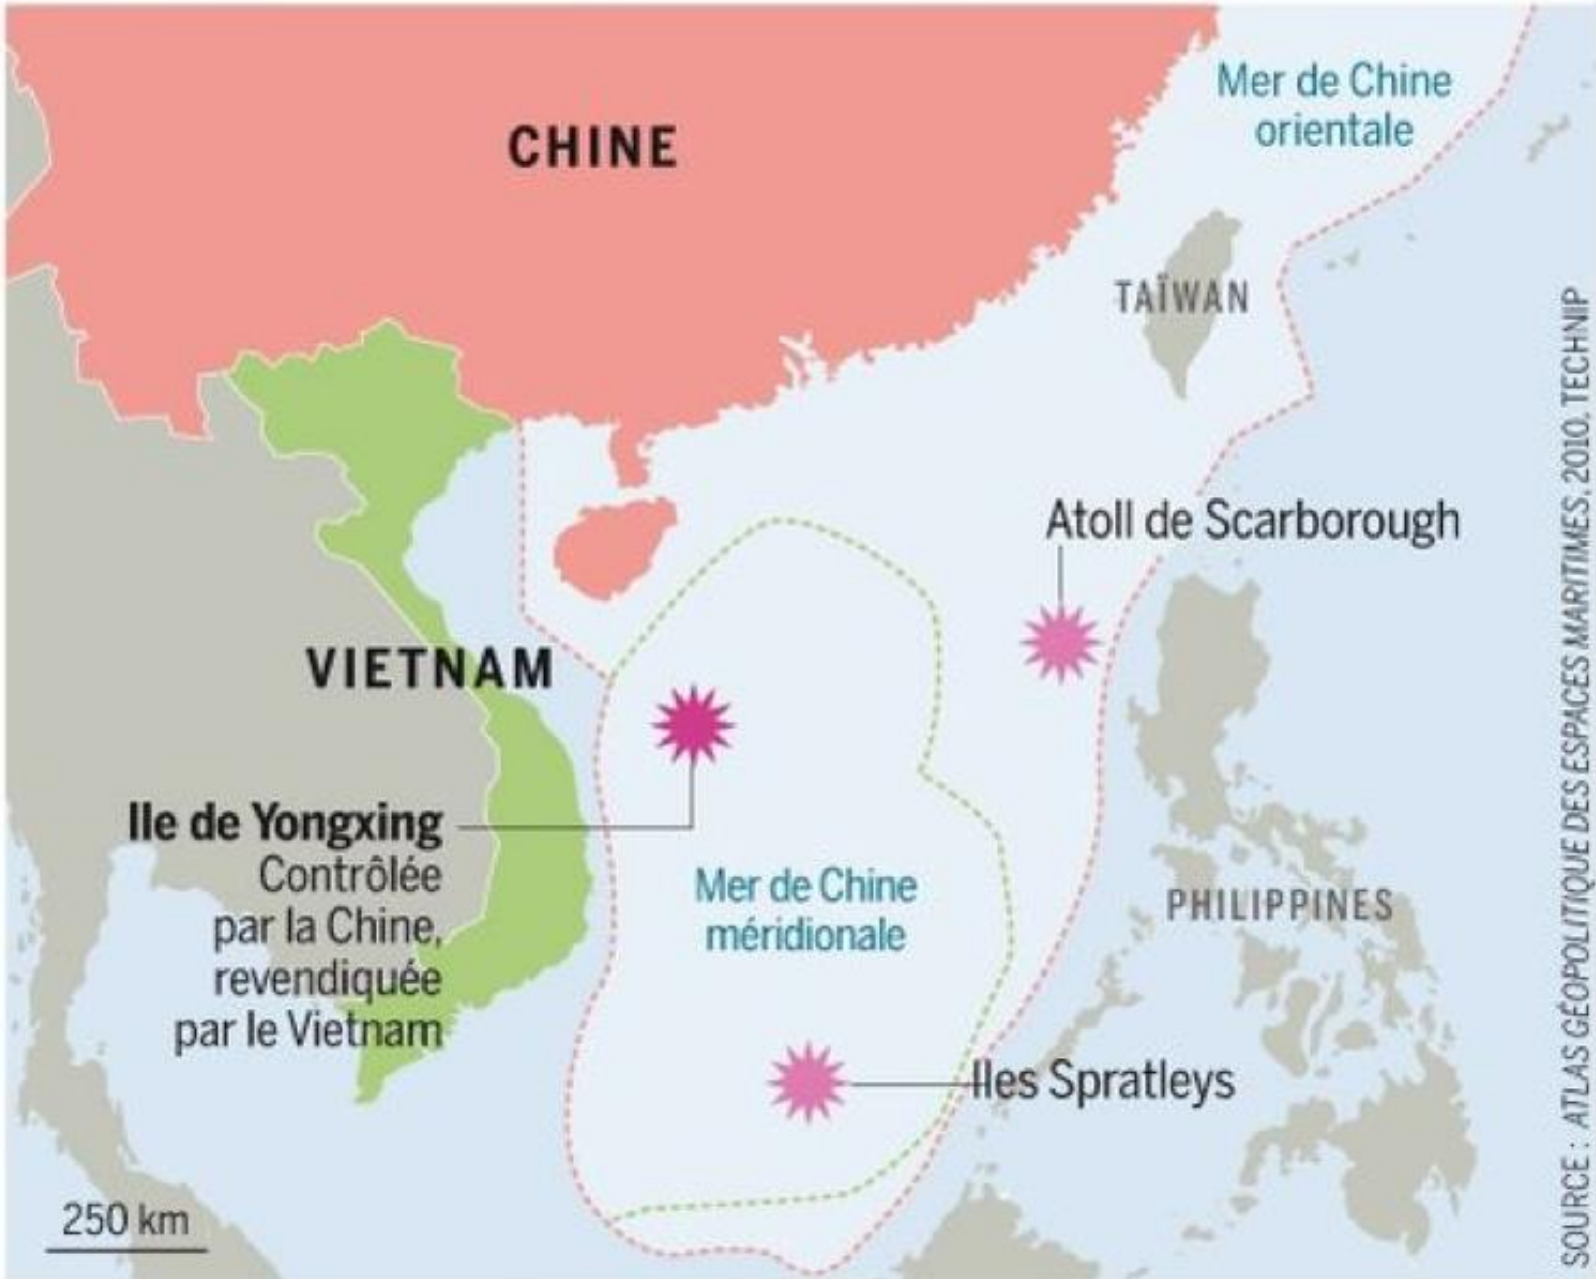 Mer de Chine
orientale
CHINE
TAÏWAN
Atoll de Scarborough
VIETNAM
Ile de Yongxing
Contrôlée
par la Chine,
revendiquée
par le Vietnam
Mer de Chine
méridionale
PHILIPPINES
Iles Spratleys
250 km
SOURCE : ATLAS GÉOPOLITIQUE DES ESPACES MARITIMES, 2010, TECHNIP